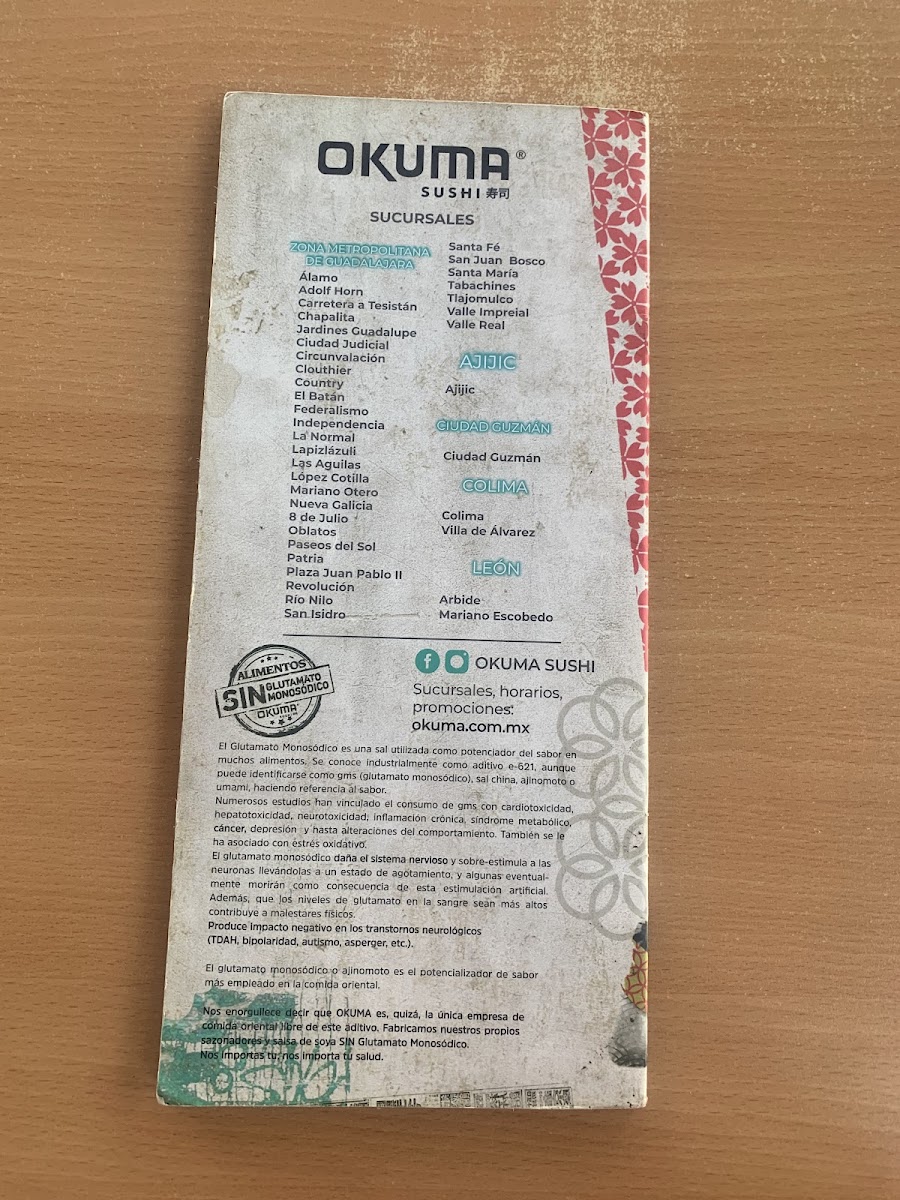 OKUMA®
SUSHI 寿司
SUCURSALES
ZONA METROPOLITANA
DE GUADALAJARA
Álamo
Adolf Horn
Carretera a Tesistán
Chapalita
Jardines Guadalupe
Ciudad Judicial
Circunvalación
Clouthier
Country
El Batán
Federalismo
Independencia
La Normal
Lapizlázuli
Las Aguilas
López Cotilla
Mariano Otero
Nueva Galicia
8 de Julio
Oblatos
Paseos del Sol
Patria
Plaza Juan Pablo II
Revolución
Río Nilo
San Isidro
Santa Fé
San Juan Bosco
Santa María
Tabachines
Tlajomulco
Valle Impreial
Valle Real
AJIJIC
Ajijic
CIUDAD GUZMÁN
Ciudad Guzmán
COLIMA
Colima
Villa de Álvarez
LEÓN
Arbide
Mariano Escobedo
ALIMENTOS
SIN GLUTAMATO
MONOSÓDICO
OKUMA
OKUMA SUSHI
Sucursales, horarios,
promociones:
okuma.com.mx
El Glutamato Monosódico es una sal utilizada como potenciador del sabor en
muchos alimentos. Se conoce industrialmente como aditivo e-621, aunque
puede identificarse como gms (glutamato monosódico), sal china, ajinomoto o
umami, haciendo referencia al sabor.
Numerosos estudios han vinculado el consumo de gms con cardiotoxicidad,
hepatotoxicidad, neurotoxicidad, inflamación crónica, síndrome metabólico,
cáncer, depresión y hasta alteraciones del comportamiento. También se le
ha asociado con estrés oxidativo.
El glutamato monosódico daña el sistema nervioso y sobre-estimula a las
neuronas llevándolas a un estado de agotamiento, y algunas eventual-
mente morirán como consecuencia de esta estimulación artificial.
Además, que los niveles de glutamato en la sangre sean más altos
contribuye a malestares físicos.
Produce impacto negativo en los transtornos neurológicos
(TDAH, bipolaridad, autismo, asperger, etc.).
El glutamato monosódico o ajinomoto es el potencializador de sabor
más empleado en la comida oriental.
Nos enorgullece decir que OKUMA es, quizá, la única empresa de
comida oriental libre de este aditivo. Fabricamos nuestros propios
sazonadores y salsa de soya SIN Glutamato Monosódico.
Nos importas tu, nos importa tu salud.